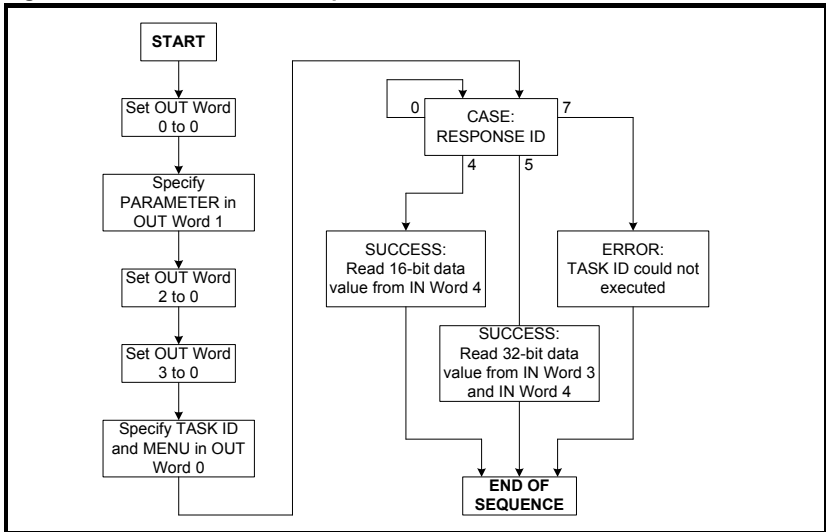 START
Set OUT Word
0 to 0
Specify
PARAMETER in
OUT Word 1
Set OUT Word
2 to 0
Set OUT Word
3 to 0
Specify TASK ID
and MENU in OUT
Word 0
0
CASE:
RESPONSE ID
7
4
5
SUCCESS:
Read 16-bit data
value from IN Word 4
SUCCESS:
Read 32-bit data
value from IN Word 3
and IN Word 4
ERROR:
TASK ID could not
executed
END OF
SEQUENCE